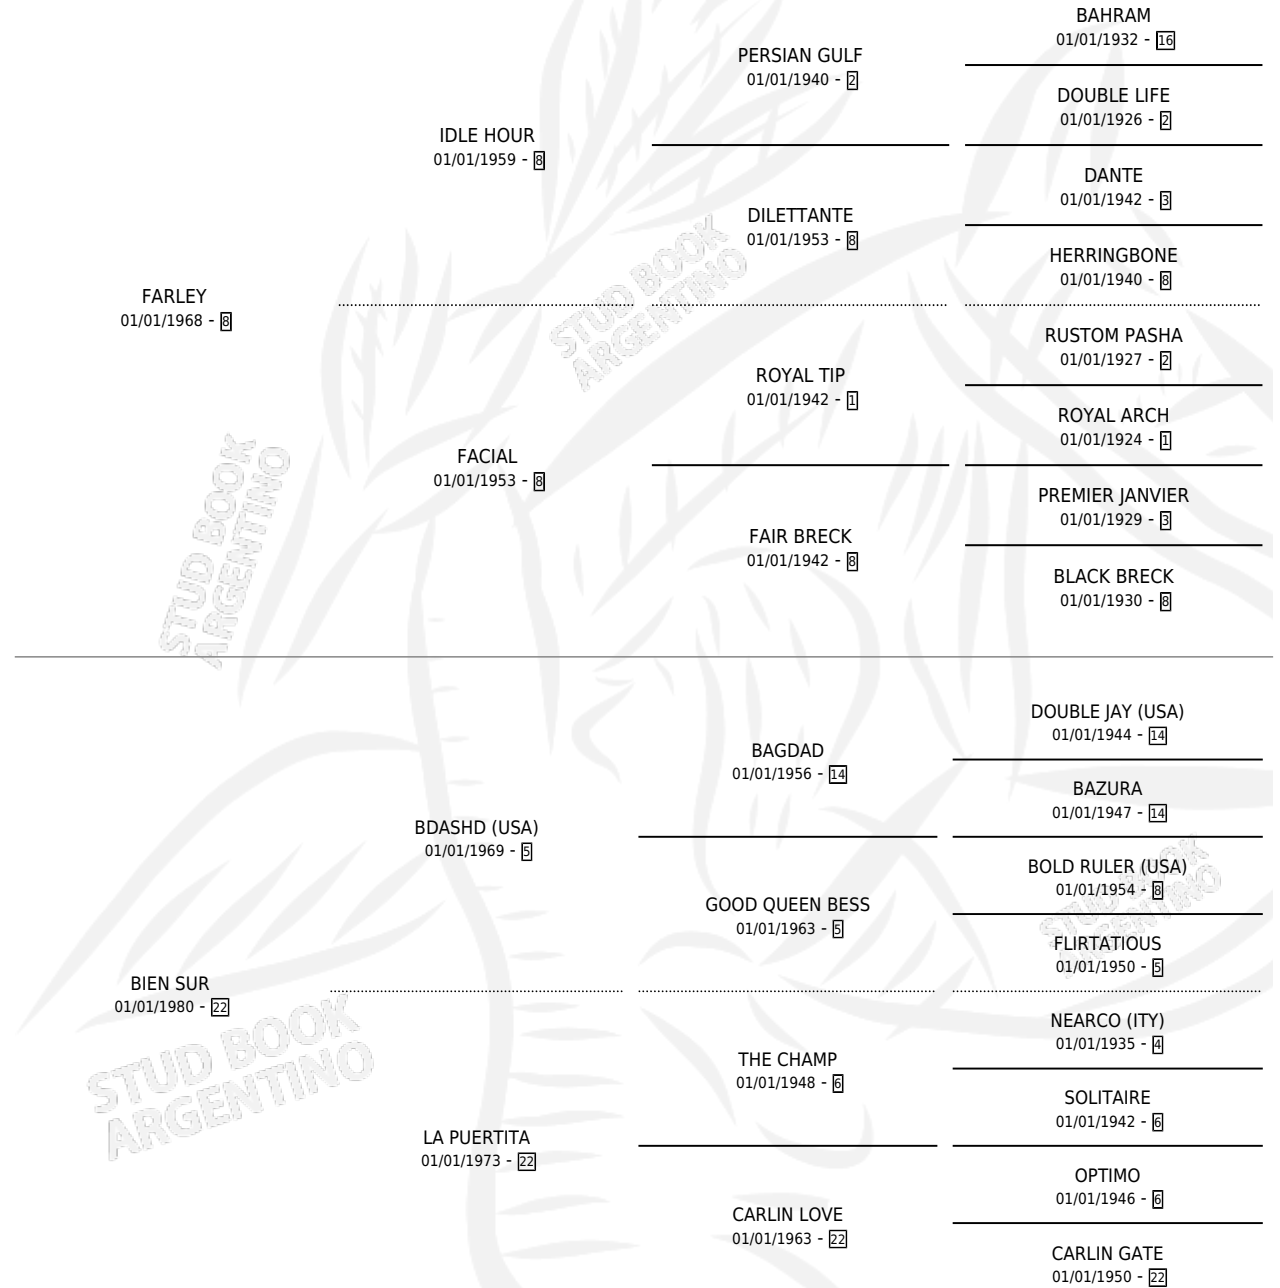 BAHRAM
01/01/1932 - 16
PERSIAN GULF
01/01/1940 - 2
DOUBLE LIFE
01/01/1926 - 2
IDLE HOUR
01/01/1959 - 8
DANTE
01/01/1942 - 3
DILETTANTE
01/01/1953 - 8
HERRINGBONE
01/01/1940 - 8
FARLEY
01/01/1968 - 8
STUD BOOK
ARGENTINO
RUSTOM PASHA
01/01/1927 - 2
ROYAL TIP
01/01/1942 - 1
ROYAL ARCH
01/01/1924 - 1
FACIAL
01/01/1953 - 8
PREMIER JANVIER
01/01/1929 - 3
FAIR BRECK
01/01/1942 - 8
BLACK BRECK
01/01/1930 - 8
STUD BOOK
ARGENTINO
DOUBLE JAY (USA)
01/01/1944 - 14
BAGDAD
01/01/1956 - 14
BAZURA
01/01/1947 - 14
BDASHD (USA)
01/01/1969 - 5
BOLD RULER (USA)
01/01/1954 - 8
GOOD QUEEN BESS
01/01/1963 - 5
STUD BOOK
ARGENTINO
FLIRTATIOUS
01/01/1950 - 5
BIEN SUR
01/01/1980 - 22
NEARCO (ITY)
01/01/1935 - 4
THE CHAMP
01/01/1948 - 6
SOLITAIRE
01/01/1942 - 6
STUD BOOK
ARGENTINO
LA PUERTITA
01/01/1973 - 22
OPTIMO
01/01/1946 - 6
CARLIN LOVE
01/01/1963 - 22
CARLIN GATE
01/01/1950 - 22